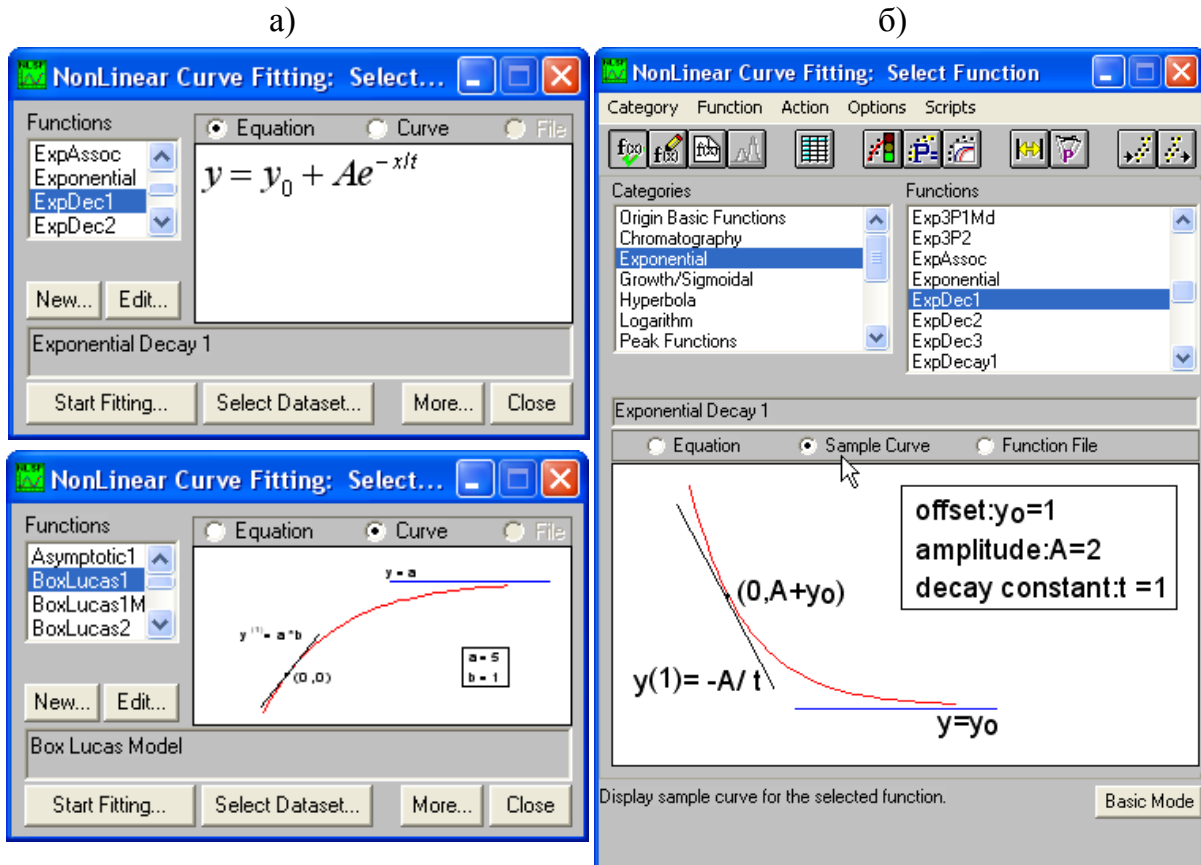 а)
NLSF NonLinear Curve Fitting: Select...
Functions
Equation Curve File
ExpAssoc
Exponential
ExpDec1
ExpDec2
y = y₀ + Ae^{-x/t}
New... Edit...
Exponential Decay 1
Start Fitting... Select Dataset... More... Close
NLSF NonLinear Curve Fitting: Select...
Functions
Equation Curve File
Asymptotic1
BoxLucas1
BoxLucas1M
BoxLucas2
y = a
y⁽¹⁾= a*b
(0,0)
a = 5
b = 1
New... Edit...
Box Lucas Model
Start Fitting... Select Dataset... More... Close
б)
NLSF NonLinear Curve Fitting: Select Function
Category Function Action Options Scripts
f(x) f(x) f(x) P= P
Categories
Origin Basic Functions
Chromatography
Exponential
Growth/Sigmoidal
Hyperbola
Logarithm
Peak Functions
Functions
Exp3P1Md
Exp3P2
ExpAssoc
Exponential
ExpDec1
ExpDec2
ExpDec3
ExpDecay1
Exponential Decay 1
Equation Sample Curve Function File
offset:y₀=1
amplitude:A=2
decay constant:t =1
(0,A+y₀)
y(1)= -A/ t
y=y₀
Display sample curve for the selected function.
Basic Mode